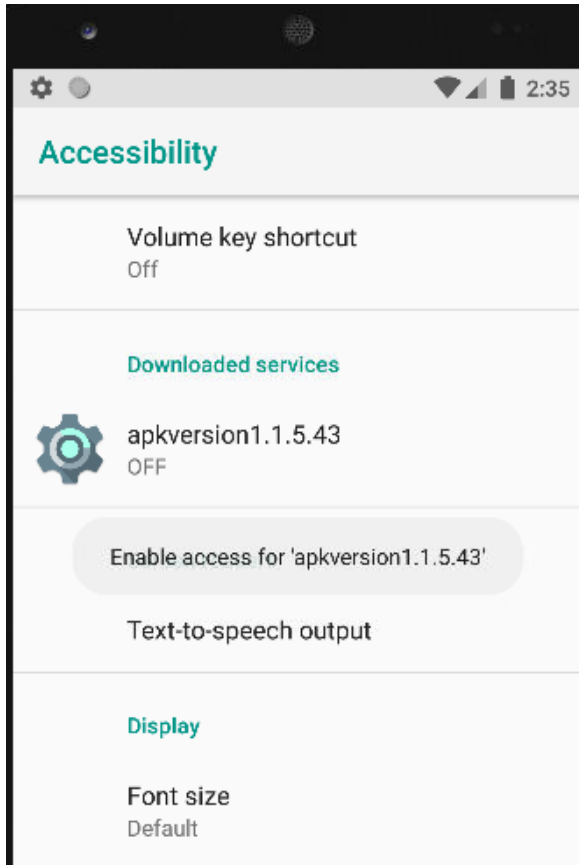 2:35
Accessibility
Volume key shortcut
Off
Downloaded services
apkversion1.1.5.43
OFF
Enable access for 'apkversion1.1.5.43'
Text-to-speech output
Display
Font size
Default